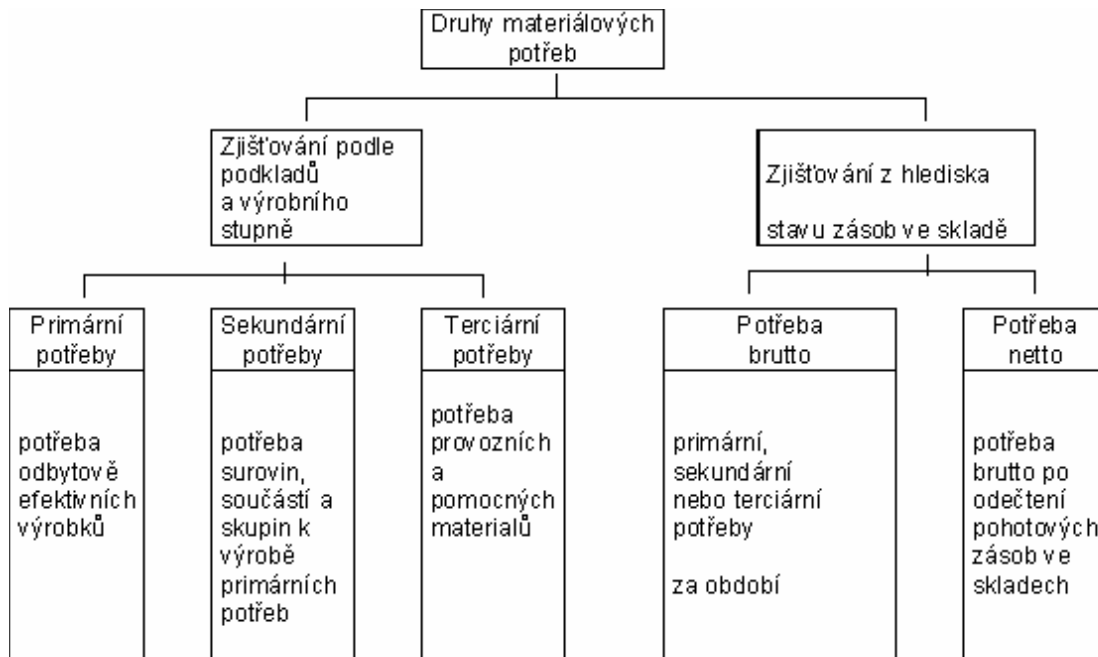 Druhy materiálových
potřeb
Zjišťování podle
podkladů
a výrobního
stupně
Zjišťování z hlediska
stavu zásob ve skladě
Primární
potřeby
potřeba
odbytově
efektivních
výrobků
Sekundární
potřeby
potřeba
surovin,
součástí a
skupin k
výrobě
primárních
potřeb
Terciární
potřeby
potřeba
provozních
a
pomocných
materialů
Potřeba
brutto
primární,
sekundární
nebo terciární
potřeby
za období
Potřeba
netto
potřeba
brutto po
odečtení
pohotových
zásob ve
skladech